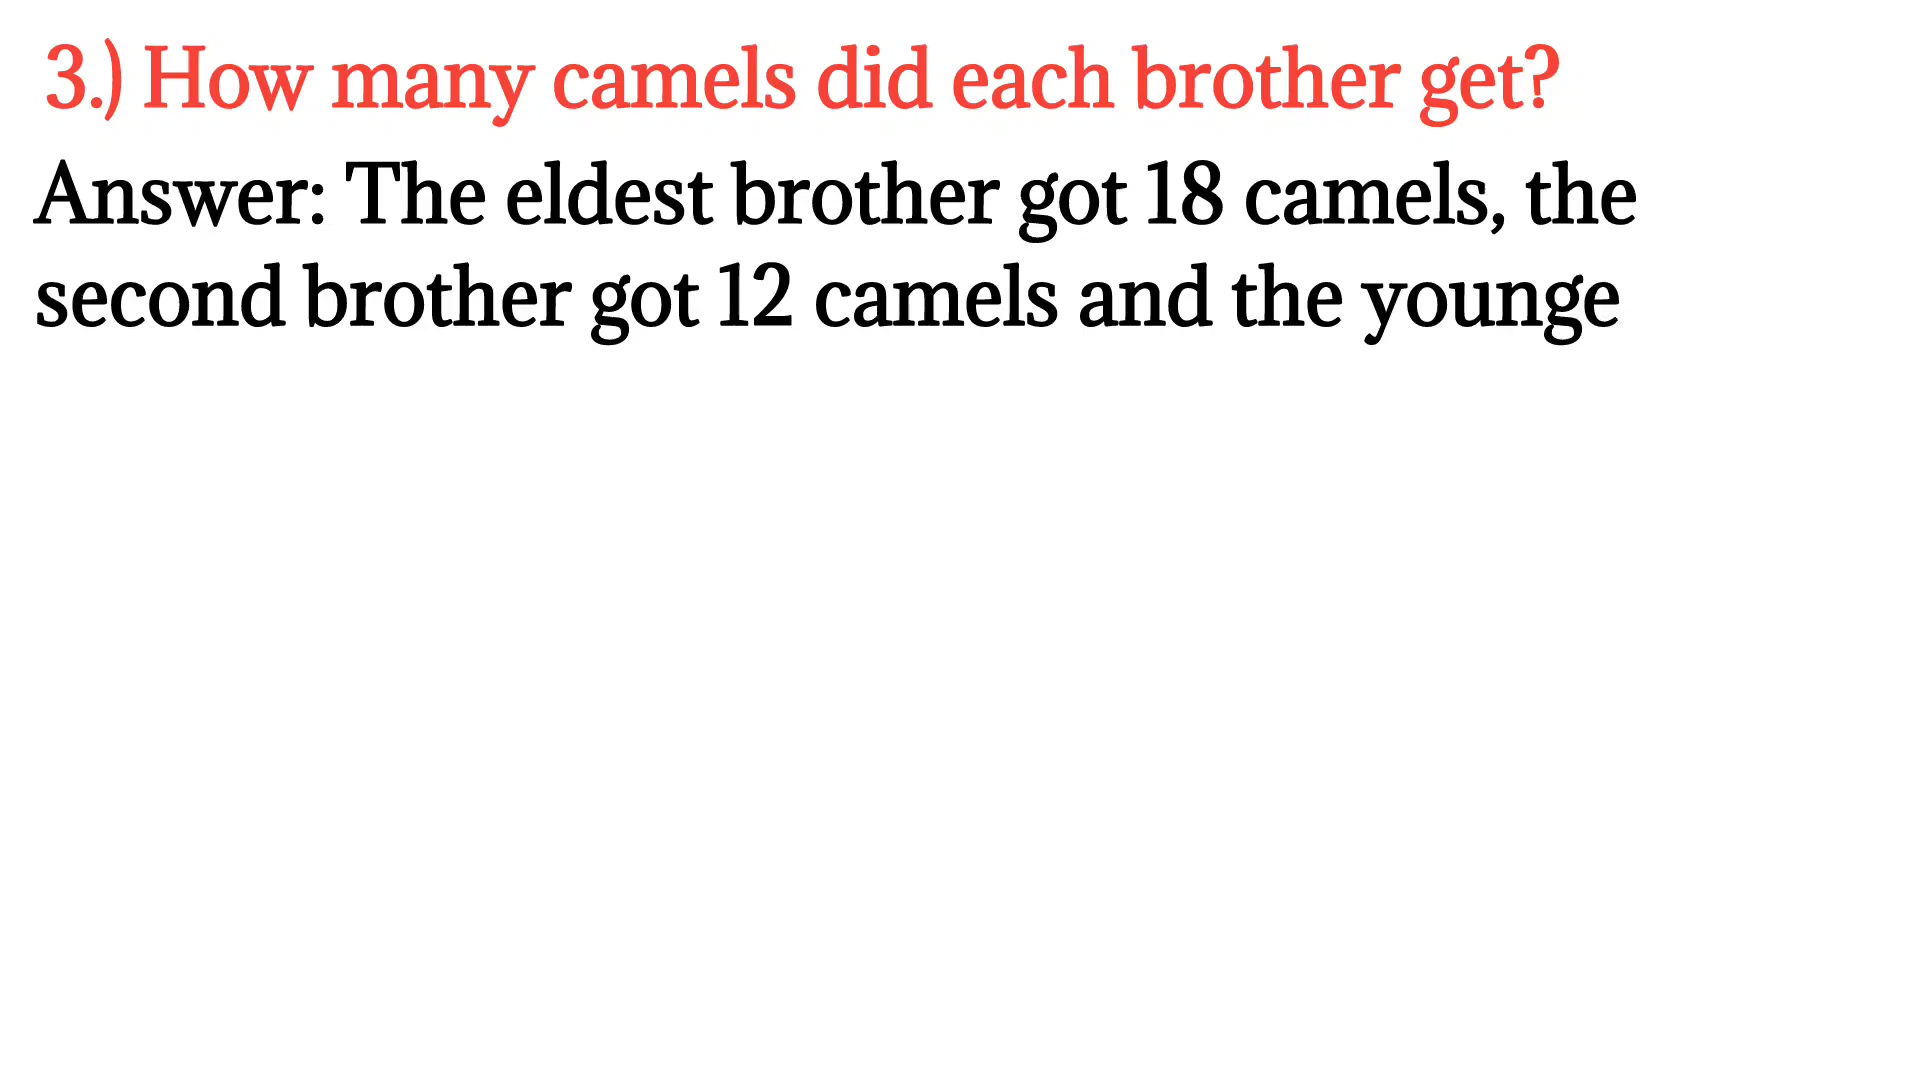 3.) How many camels did each brother get?
Answer: The eldest brother got 18 camels, the
second brother got 12 camels and the younge